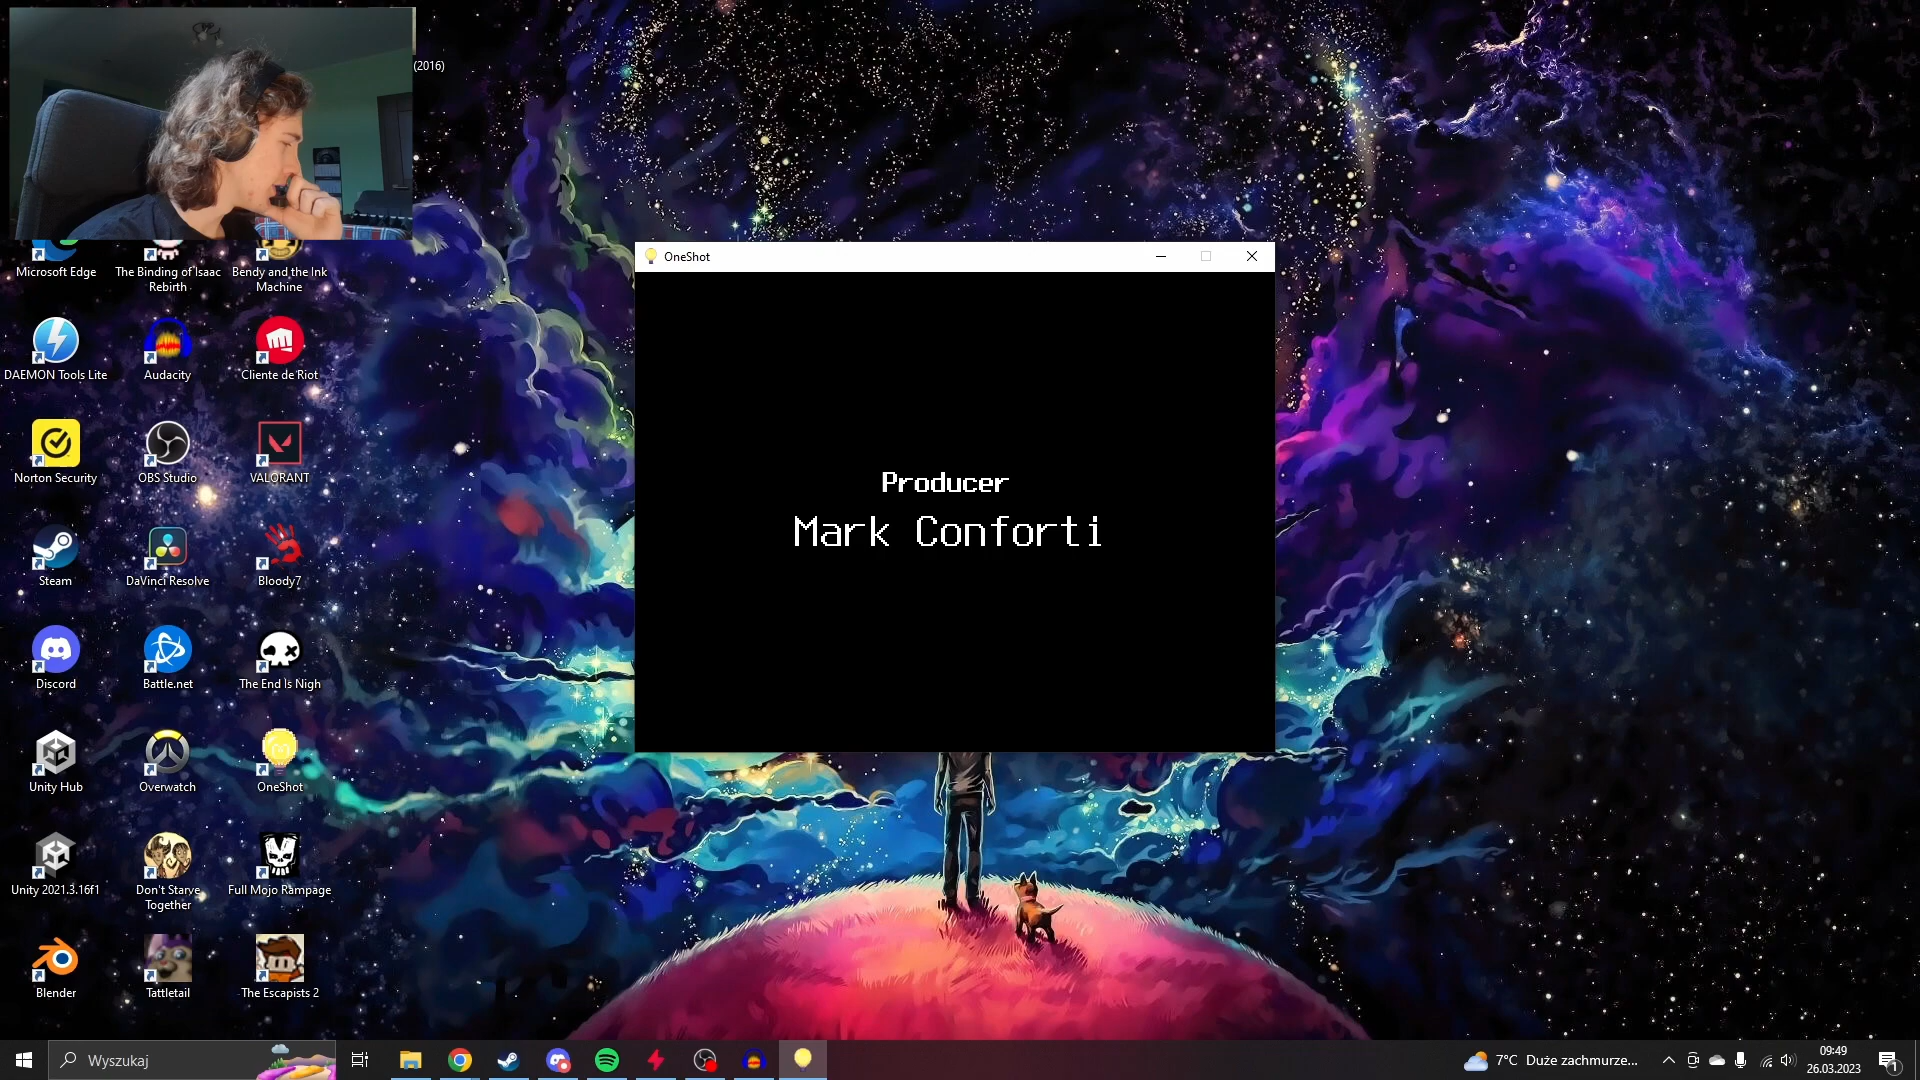 (2016)
Microsoft Edge
The Binding of Isaac
Rebirth
Bendy and the Ink
Machine
DAEMON Tools Lite
Audacity
Cliente de Riot
Norton Security
OBS Studio
VALORANT
Steam
DaVinci Resolve
Bloody7
Discord
Battle.net
The End Is Nigh
Unity Hub
Overwatch
OneShot
Unity 2021.3.16f1
Don't Starve
Together
Full Mojo Rampage
Blender
Tattletail
The Escapists 2
OneShot
Producer
Mark Conforti
Wyszukaj
7°C Duże zachmurze...
09:49
26.03.2023
1